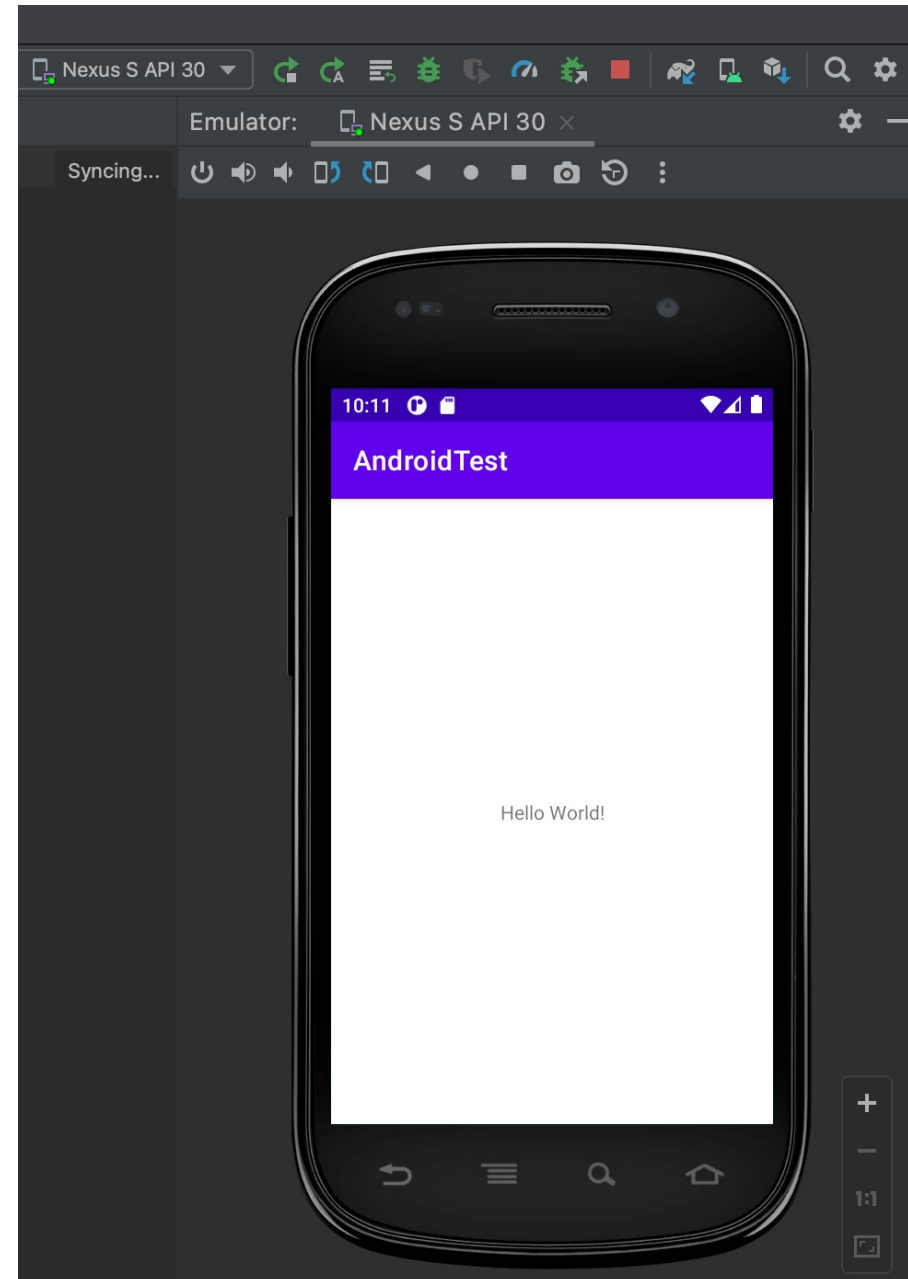 Nexus S API 30
Emulator: Nexus S API 30
Syncing...
10:11
AndroidTest
Hello World!
1:1